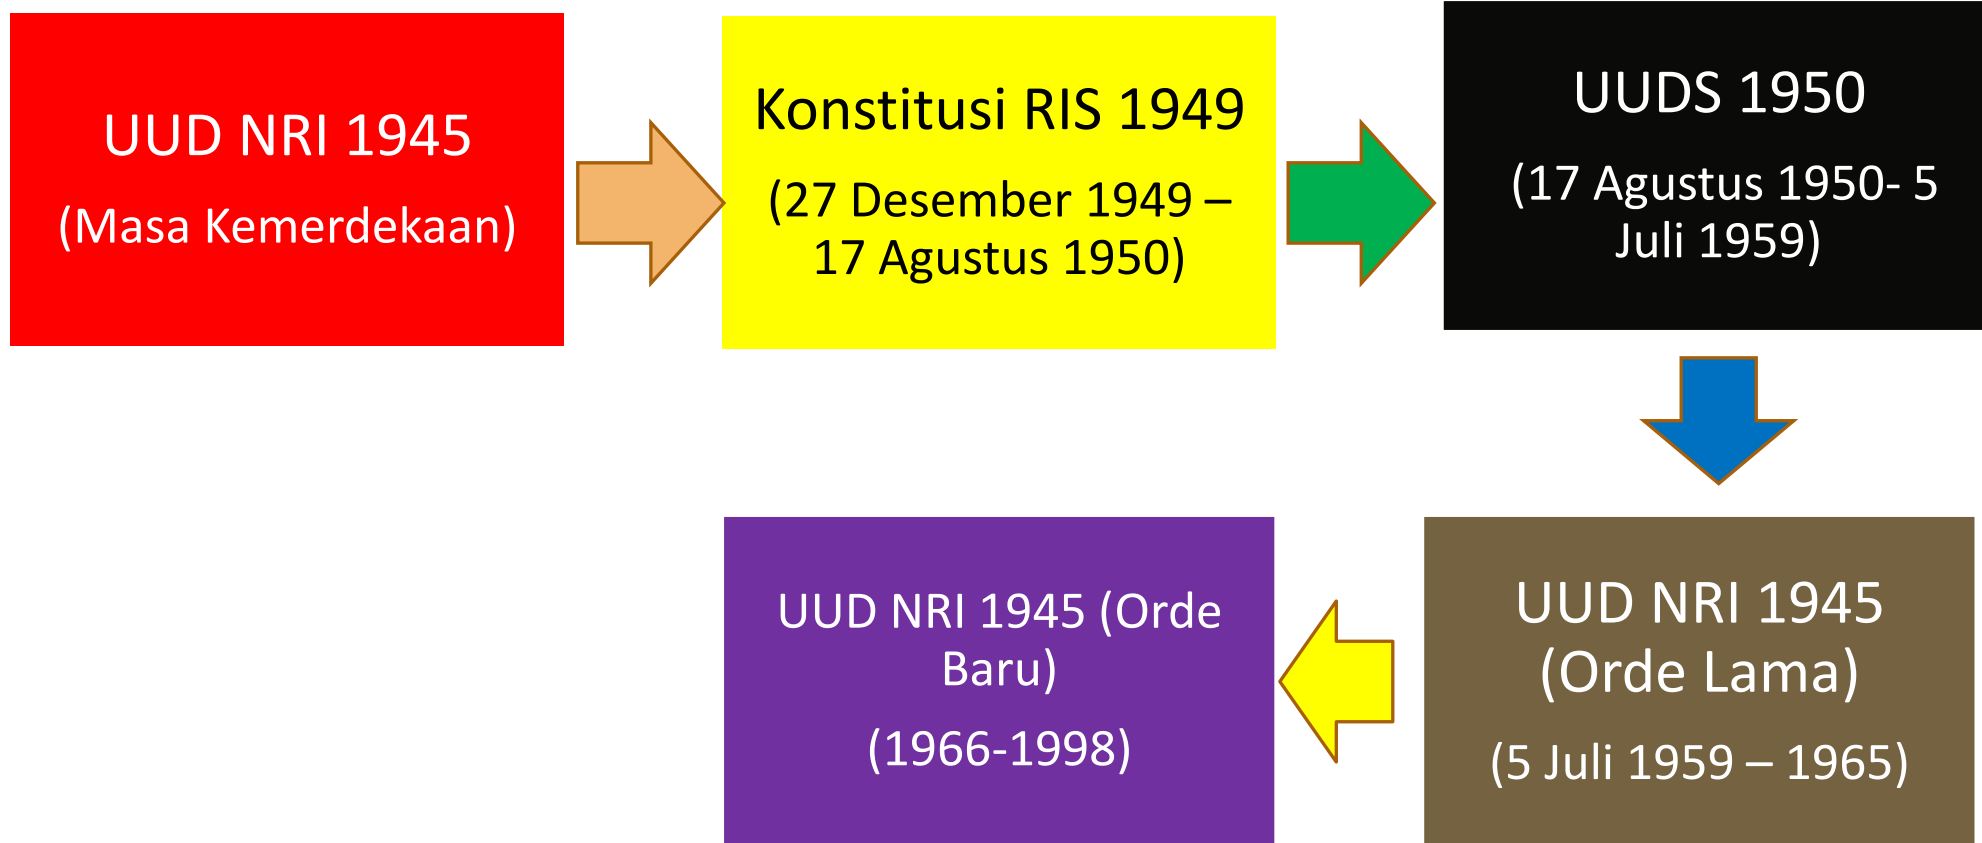 UUD NRI 1945
(Masa Kemerdekaan)
Konstitusi RIS 1949
(27 Desember 1949 –
17 Agustus 1950)
UUDS 1950
(17 Agustus 1950- 5
Juli 1959)
UUD NRI 1945
(Orde Lama)
(5 Juli 1959 – 1965)
UUD NRI 1945 (Orde
Baru)
(1966-1998)